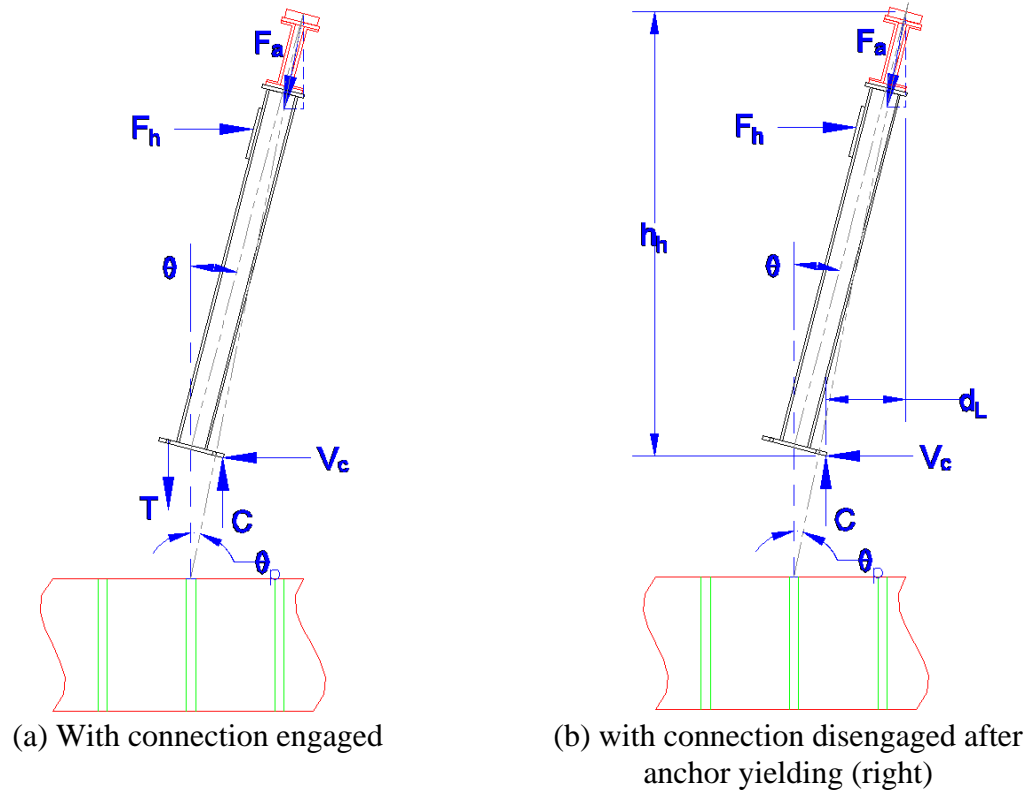 Fa
Fh
θ
T
Vc
C
θp
(a) With connection engaged
Fa
Fh
hh
θ
dL
Vc
C
θp
(b) with connection disengaged after
anchor yielding (right)